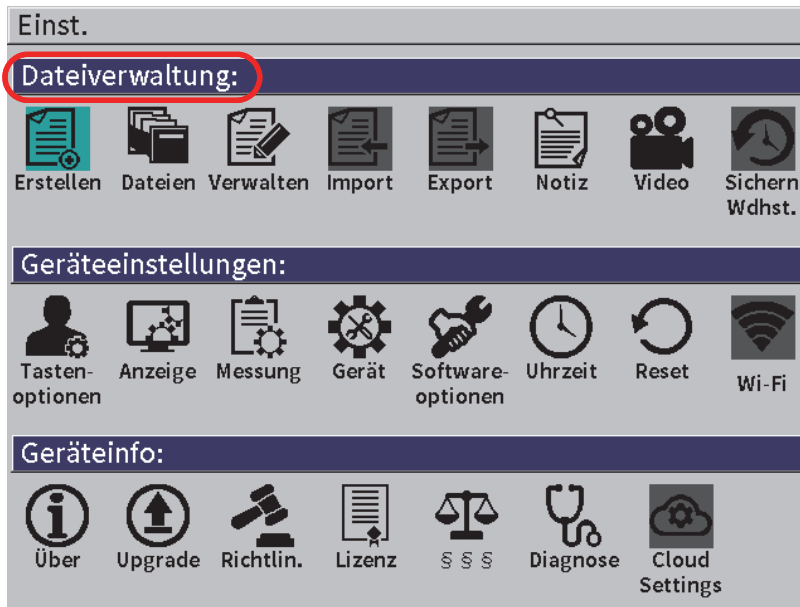 Einst.
Dateiverwaltung:
Erstellen Dateien Verwalten Import Export Notiz Video Sichern
Wdhst.
Geräteeinstellungen:
Tasten- Anzeige Messung Gerät Software- Uhrzeit Reset Wi-Fi
optionen optionen
Geräteinfo:
Über Upgrade Richtlin. Lizenz § § § Diagnose Cloud
Settings